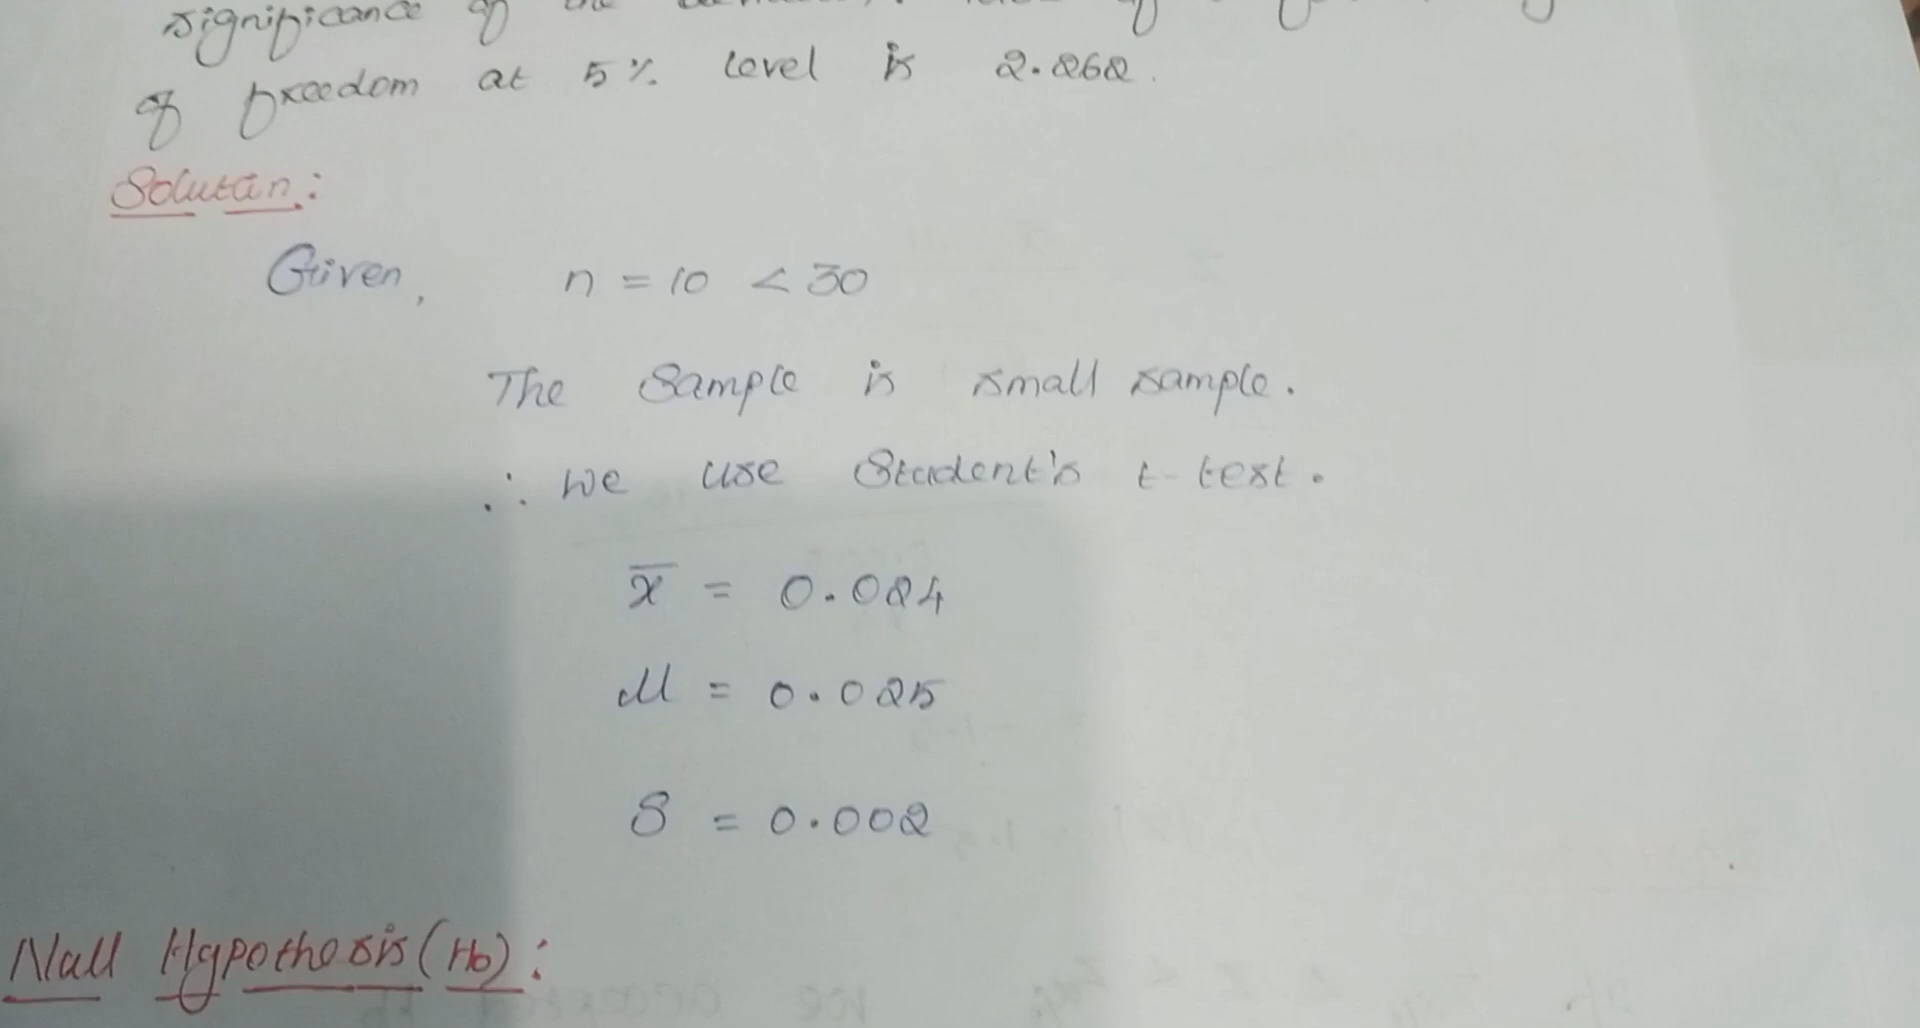 significance of the
of freedom at 5% level is 2.262.
Solution:
Given, n = 10 < 30
The Sample is small sample.
∴ we use Student's t-test.
x̄ = 0.024
μ = 0.025
S = 0.002
Null Hypothesis (H0):